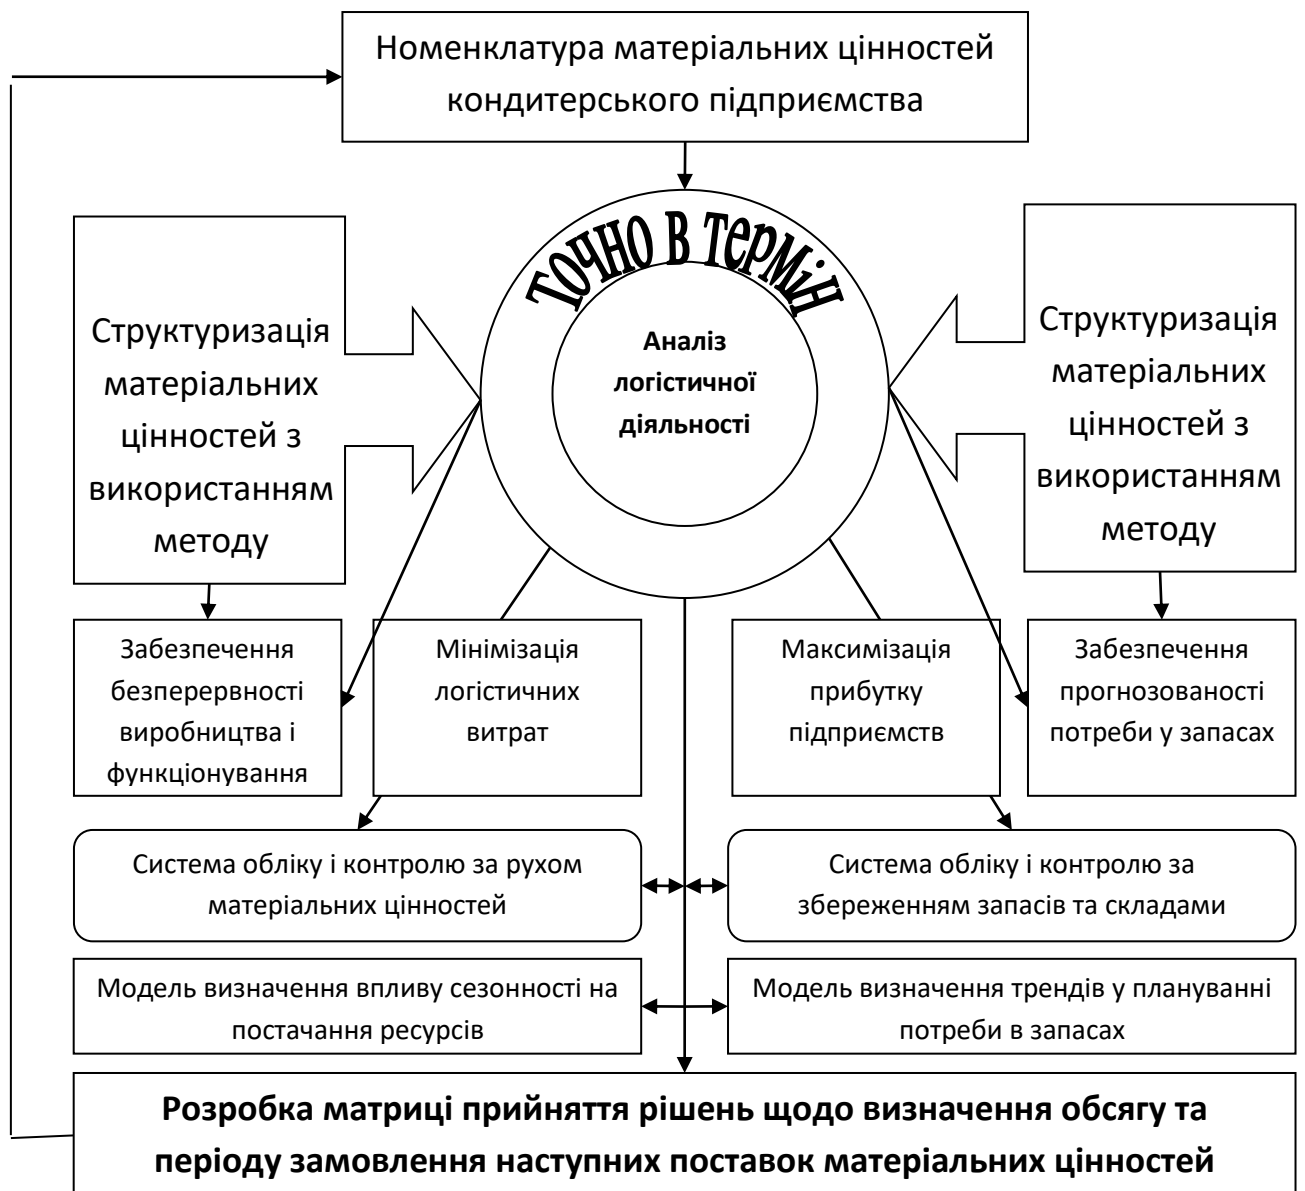 Номенклатура матеріальних цінностей
кондитерського підприємства
Точно в термін
Аналіз
логістичної
діяльності
Структуризація
матеріальних
цінностей з
використанням
методу
Структуризація
матеріальних
цінностей з
використанням
методу
Забезпечення
безперервності
виробництва і
функціонування
Мінімізація
логістичних
витрат
Максимізація
прибутку
підприємств
Забезпечення
прогнозованості
потреби у запасах
Система обліку і контролю за рухом
матеріальних цінностей
Система обліку і контролю за
збереженням запасів та складами
Модель визначення впливу сезонності на
постачання ресурсів
Модель визначення трендів у плануванні
потреби в запасах
Розробка матриці прийняття рішень щодо визначення обсягу та
періоду замовлення наступних поставок матеріальних цінностей